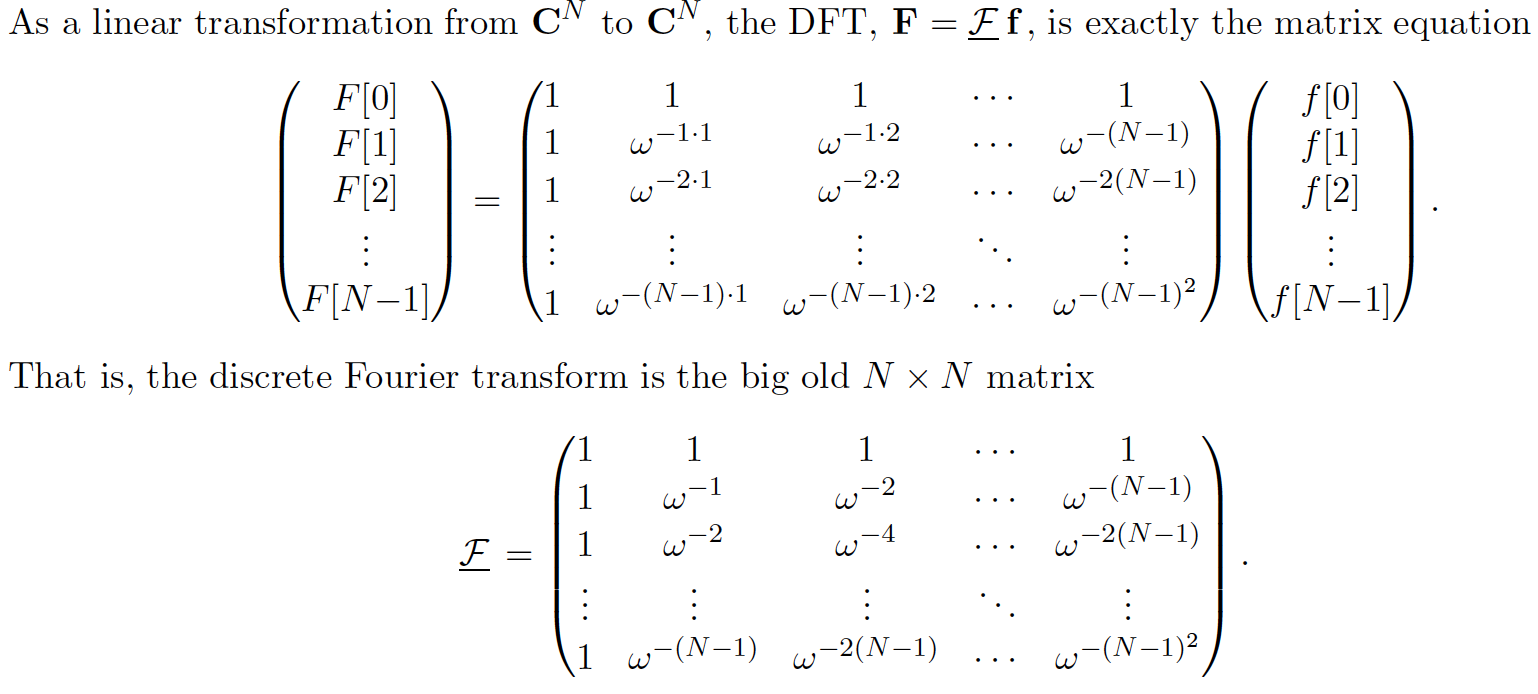 As a linear transformation from C^N to C^N, the DFT, F = ℱ f, is exactly the matrix equation
F[0] 1 1 1 ⋯ 1 f[0]
F[1] 1 ω^{−1·1} ω^{−1·2} ⋯ ω^{−(N−1)} f[1]
F[2] 1 ω^{−2·1} ω^{−2·2} ⋯ ω^{−2(N−1)} f[2]
= .
⋮ ⋮ ⋮ ⋮ ⋱ ⋮ ⋮
F[N−1] 1 ω^{−(N−1)·1} ω^{−(N−1)·2} ⋯ ω^{−(N−1)^2} f[N−1]
That is, the discrete Fourier transform is the big old N × N matrix
1 1 1 ⋯ 1
1 ω^{−1} ω^{−2} ⋯ ω^{−(N−1)}
1 ω^{−2} ω^{−4} ⋯ ω^{−2(N−1)}
ℱ = .
⋮ ⋮ ⋮ ⋱ ⋮
1 ω^{−(N−1)} ω^{−2(N−1)} ⋯ ω^{−(N−1)^2}